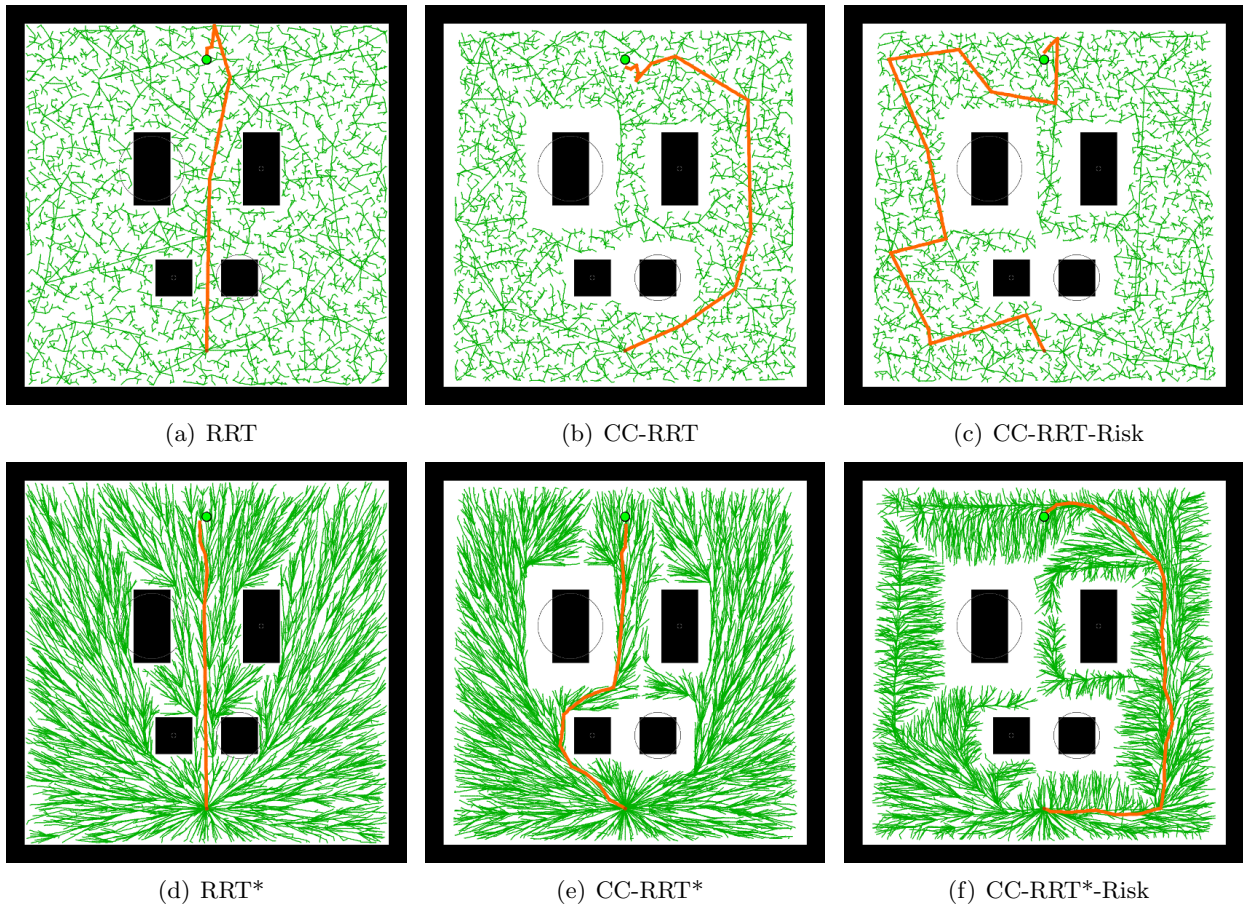 (a) RRT
(b) CC-RRT
(c) CC-RRT-Risk
(d) RRT*
(e) CC-RRT*
(f) CC-RRT*-Risk